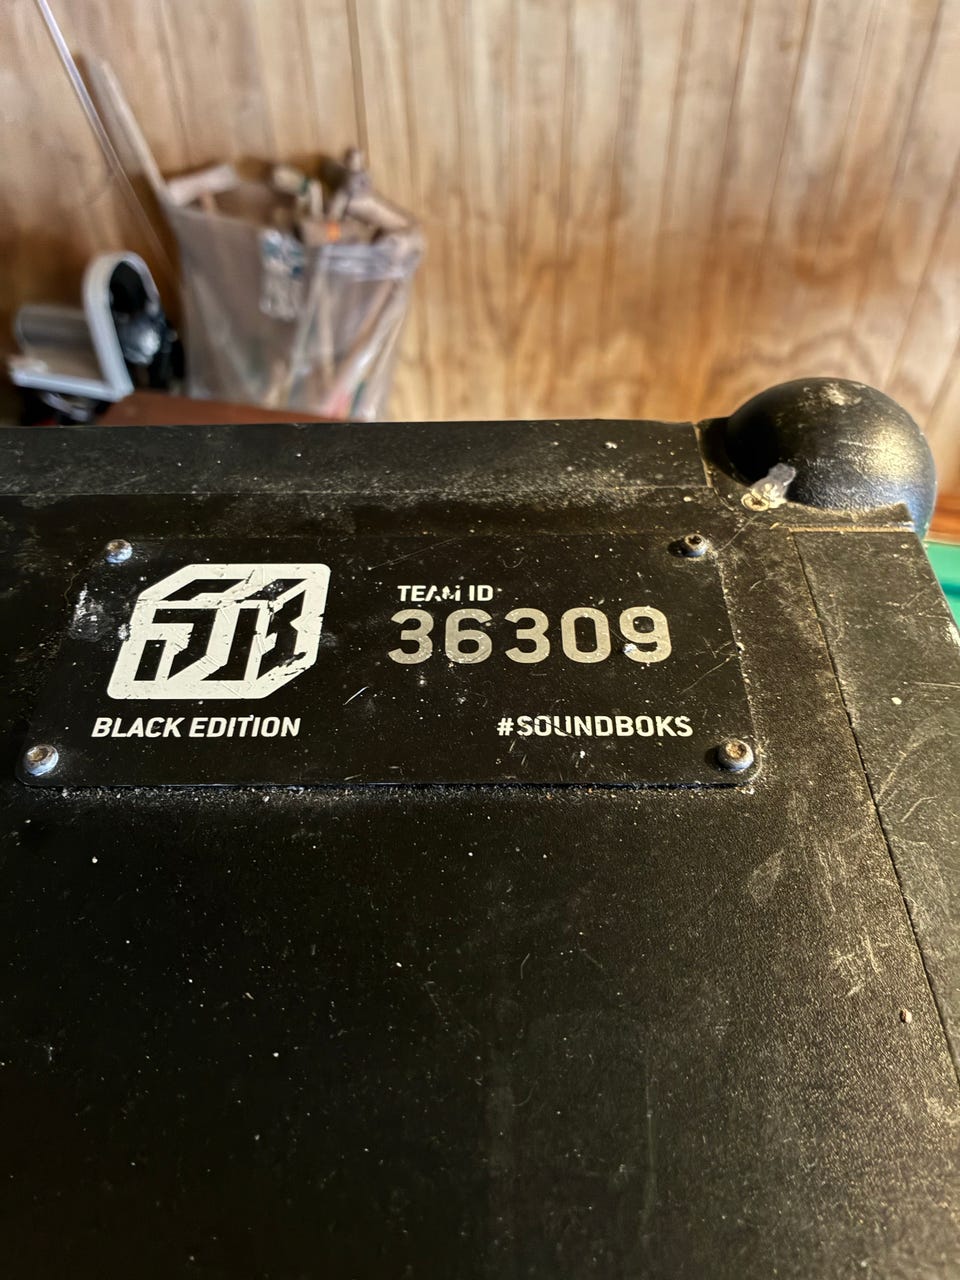 TEAM ID
36309
BLACK EDITION
#SOUNDBOKS